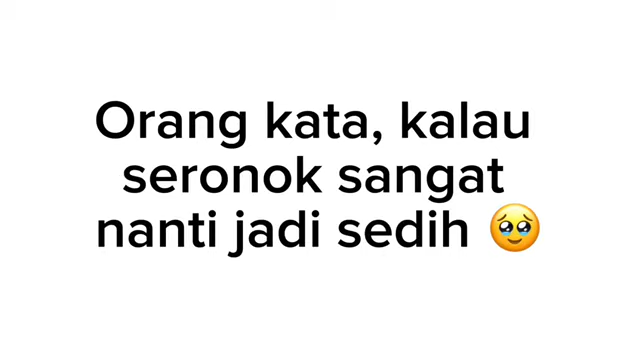 Orang kata, kalau
seronok sangat
nanti jadi sedih 🥹